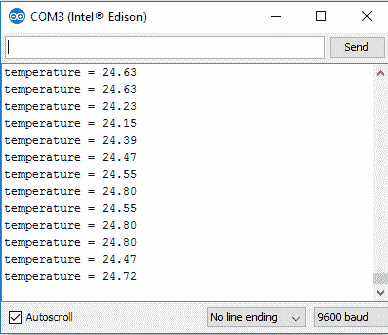 COM3 (Intel® Edison)
Send
temperature = 24.63
temperature = 24.63
temperature = 24.23
temperature = 24.15
temperature = 24.39
temperature = 24.47
temperature = 24.55
temperature = 24.80
temperature = 24.55
temperature = 24.80
temperature = 24.80
temperature = 24.47
temperature = 24.72
Autoscroll
No line ending
9600 baud